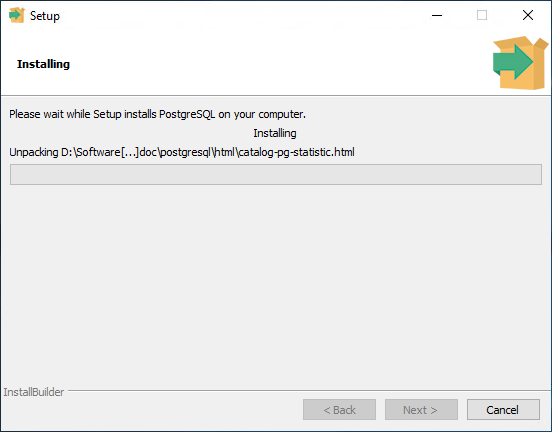 Setup
Installing
Please wait while Setup installs PostgreSQL on your computer.
Installing
Unpacking D:\Software[...]doc\postgresql\html\catalog-pg-statistic.html
InstallBuilder
< Back
Next >
Cancel